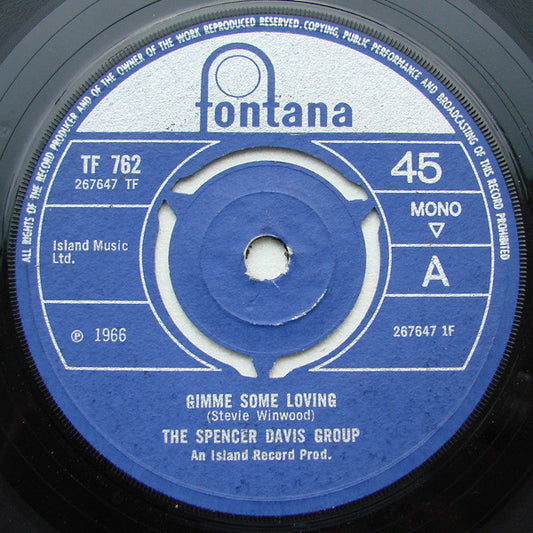 ALL RIGHTS OF THE RECORD PRODUCER AND OF THE OWNER OF THE WORK REPRODUCED RESERVED. COPYING, PUBLIC PERFORMANCE AND BROADCASTING OF THIS RECORD PROHIBITED
fontana
TF 762
267647 TF
45
MONO
Island Music
Ltd.
A
℗ 1966
267647 1F
GIMME SOME LOVING
(Stevie Winwood)
THE SPENCER DAVIS GROUP
An Island Record Prod.